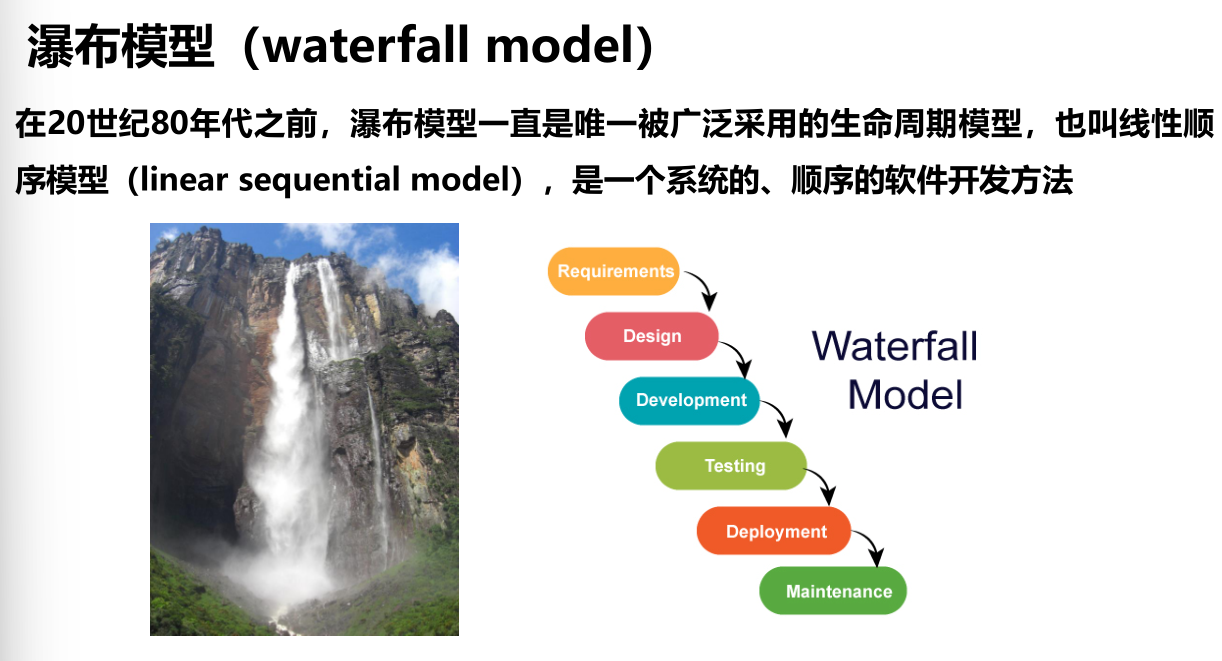 瀑布模型（waterfall model）
在20世纪80年代之前，瀑布模型一直是唯一被广泛采用的生命周期模型，也叫线性顺
序模型（linear sequential model），是一个系统的、顺序的软件开发方法
Requirements
Design
Development
Testing
Deployment
Maintenance
Waterfall
Model